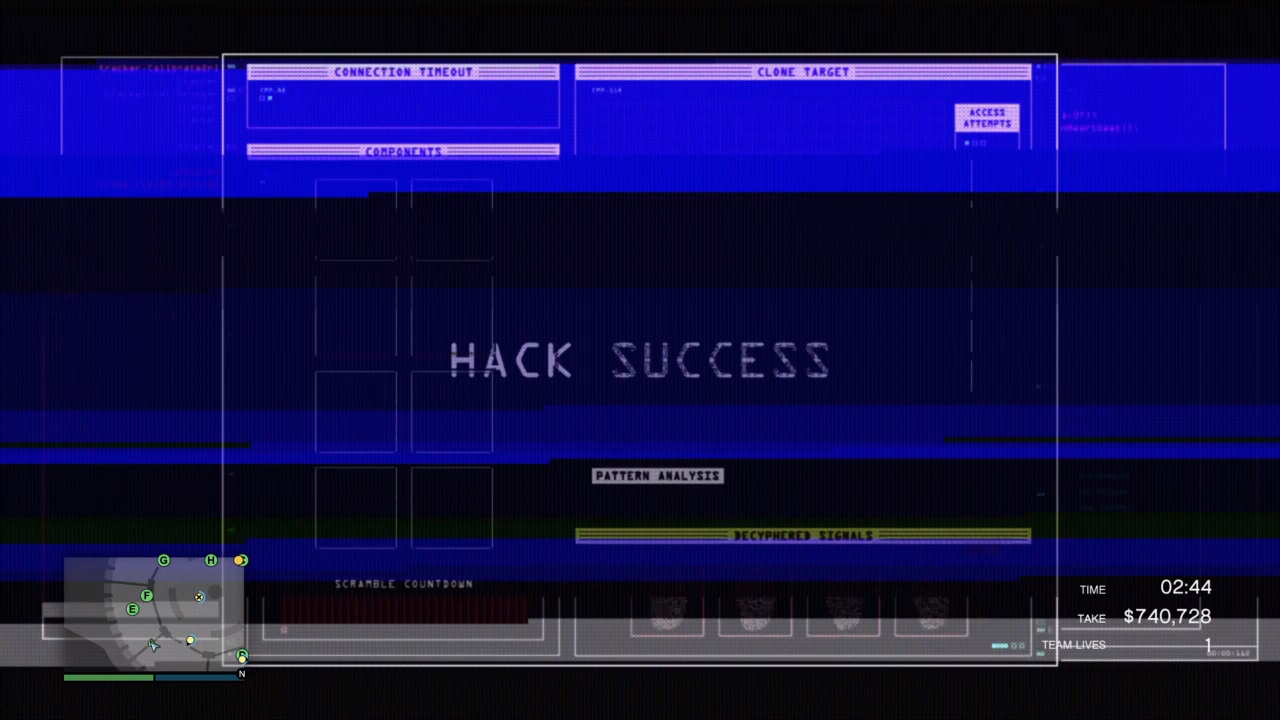 CONNECTION TIMEOUT
CLONE TARGET
ACCESS
ATTEMPTS
COMPONENTS
HACK SUCCESS
PATTERN ANALYSIS
DECYPHERED SIGNALS
G
H
F
E
N
SCRAMBLE COUNTDOWN
TIME 02:44
TAKE $740,728
TEAM LIVES 1